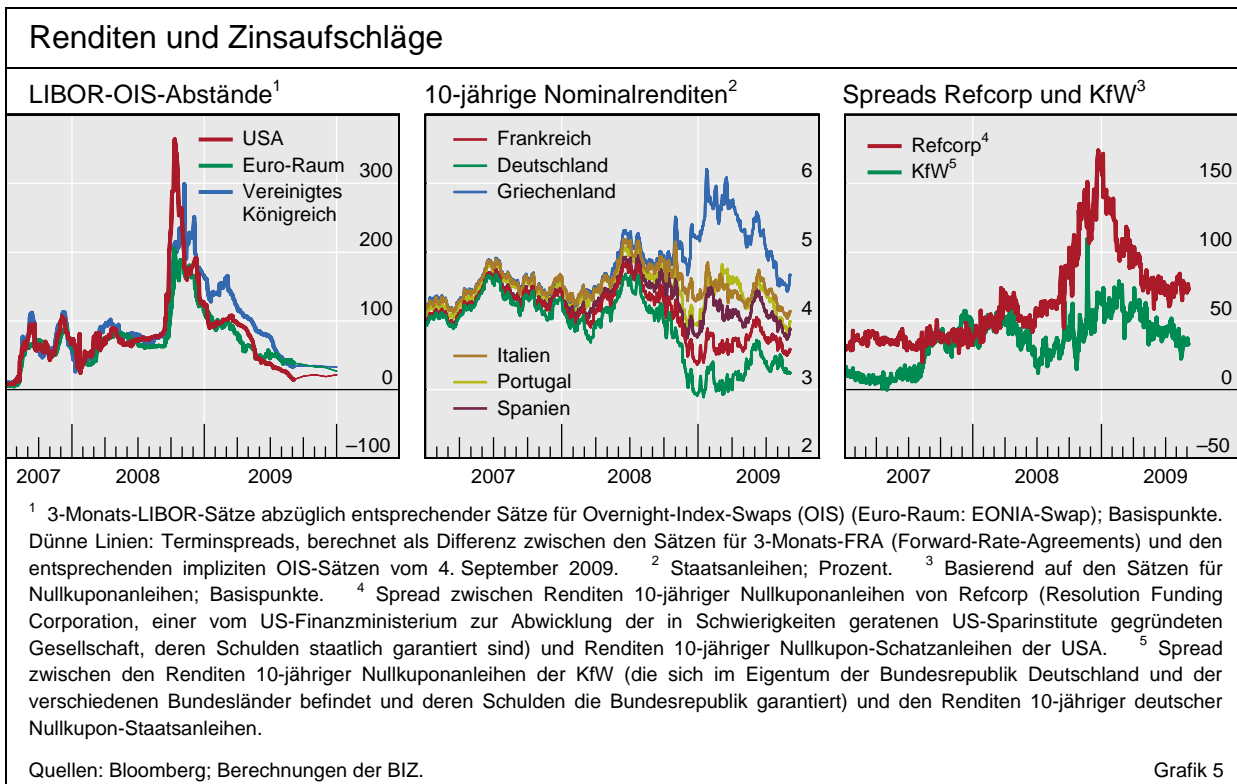 Renditen und Zinsaufschläge
LIBOR-OIS-Abstände¹
USA
Euro-Raum
Vereinigtes
Königreich
300
200
100
0
–100
2007 2008 2009
10-jährige Nominalrenditen²
Frankreich
Deutschland
Griechenland
Italien
Portugal
Spanien
6
5
4
3
2
2007 2008 2009
Spreads Refcorp und KfW³
Refcorp⁴
KfW⁵
150
100
50
0
–50
2007 2008 2009
¹ 3-Monats-LIBOR-Sätze abzüglich entsprechender Sätze für Overnight-Index-Swaps (OIS) (Euro-Raum: EONIA-Swap); Basispunkte.
Dünne Linien: Terminspreads, berechnet als Differenz zwischen den Sätzen für 3-Monats-FRA (Forward-Rate-Agreements) und den
entsprechenden impliziten OIS-Sätzen vom 4. September 2009. ² Staatsanleihen; Prozent. ³ Basierend auf den Sätzen für
Nullkuponanleihen; Basispunkte. ⁴ Spread zwischen Renditen 10-jähriger Nullkuponanleihen von Refcorp (Resolution Funding
Corporation, einer vom US-Finanzministerium zur Abwicklung der in Schwierigkeiten geratenen US-Sparinstitute gegründeten
Gesellschaft, deren Schulden staatlich garantiert sind) und Renditen 10-jähriger Nullkupon-Schatzanleihen der USA. ⁵ Spread
zwischen den Renditen 10-jähriger Nullkuponanleihen der KfW (die sich im Eigentum der Bundesrepublik Deutschland und der
verschiedenen Bundesländer befindet und deren Schulden die Bundesrepublik garantiert) und den Renditen 10-jähriger deutscher
Nullkupon-Staatsanleihen.
Quellen: Bloomberg; Berechnungen der BIZ. Grafik 5